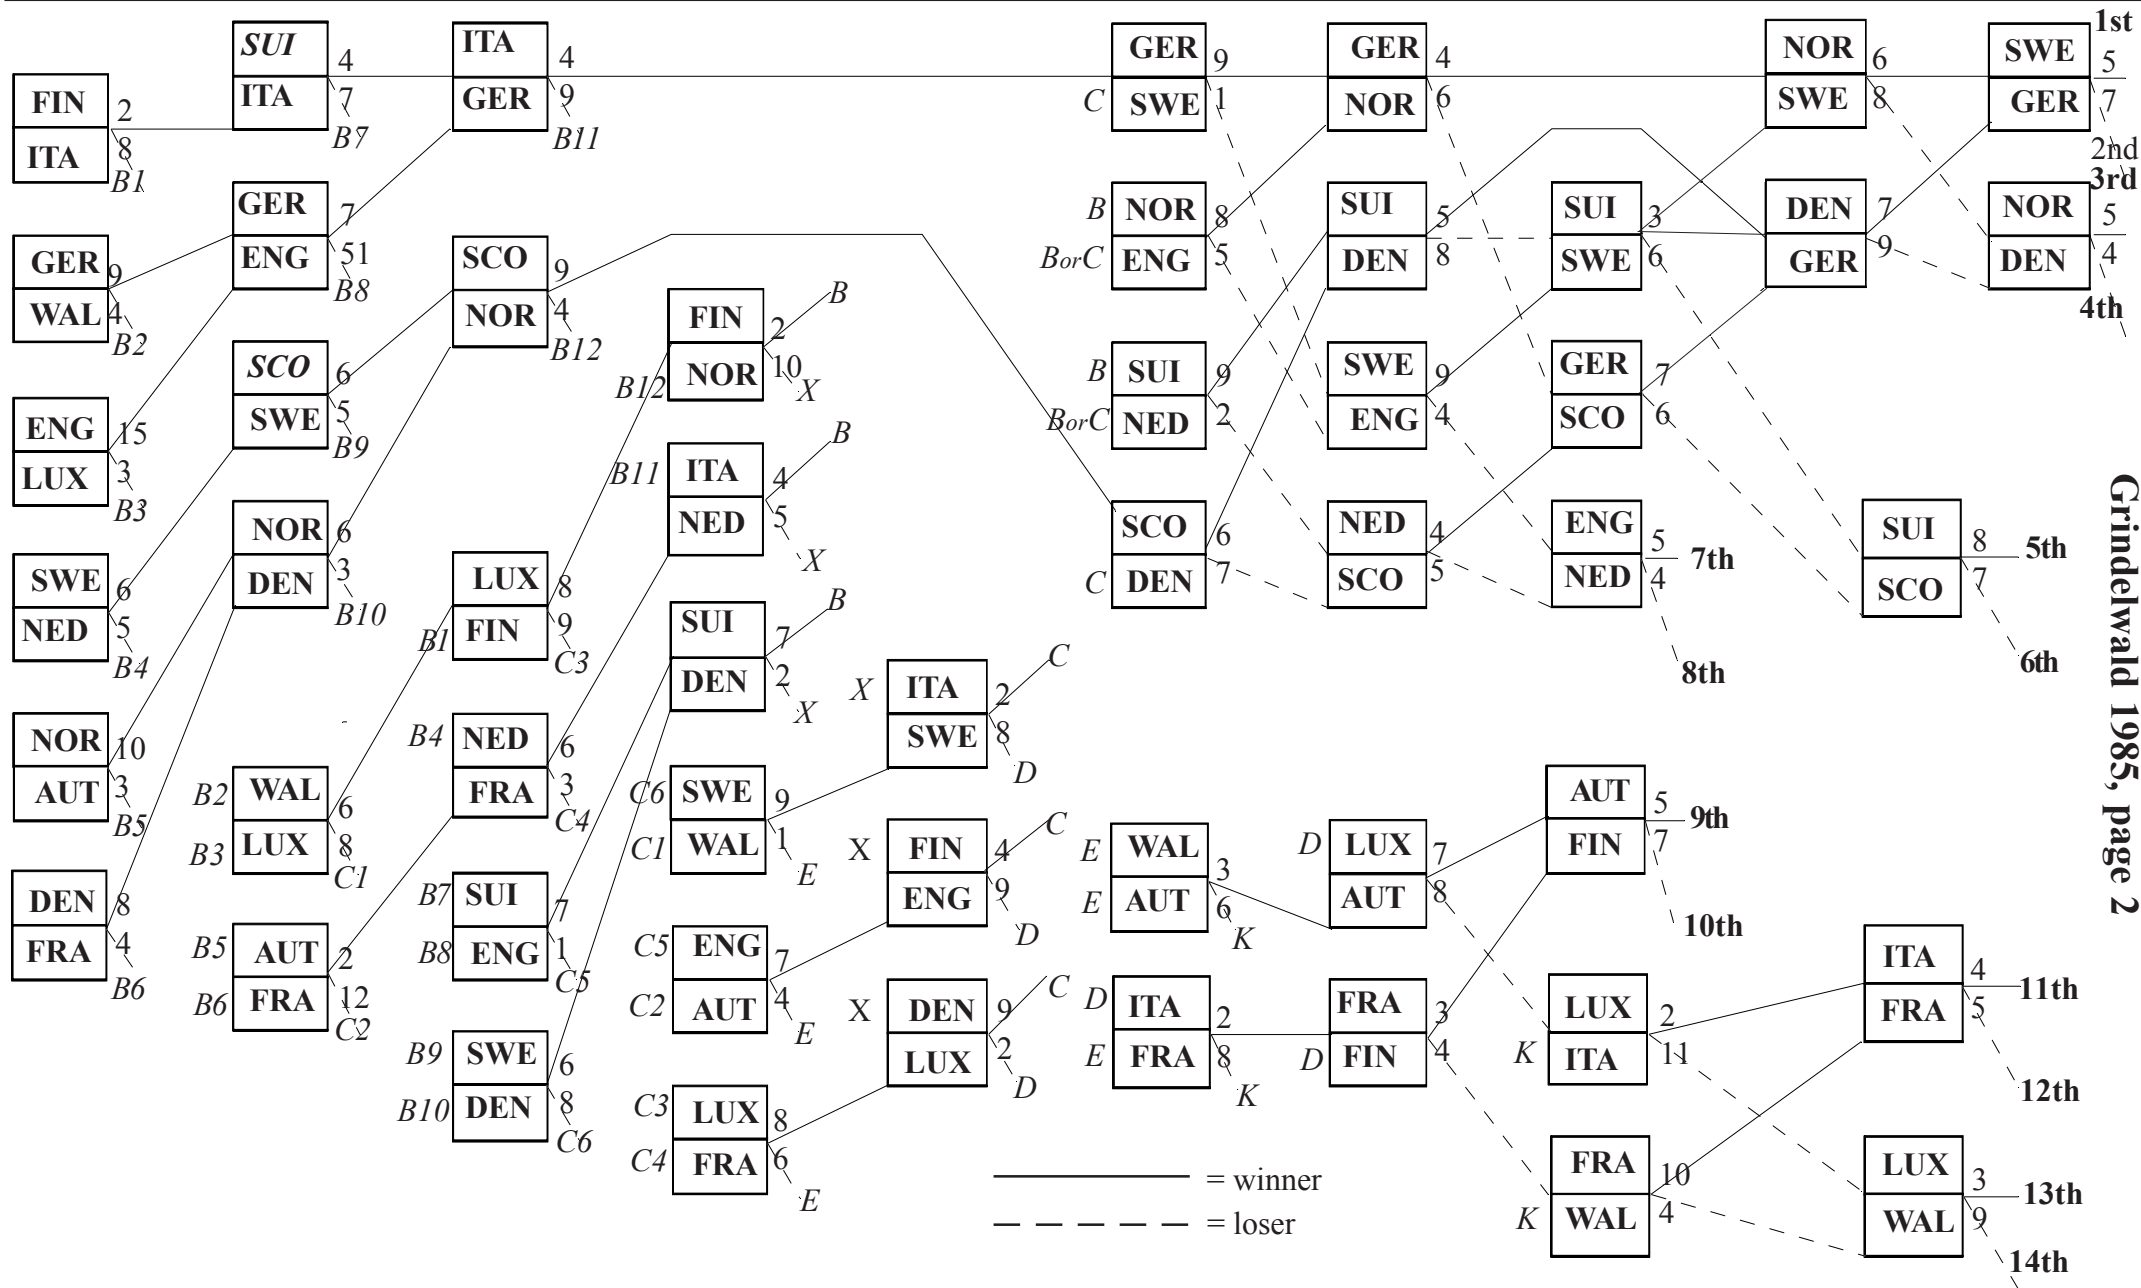 FIN 2
ITA 8
B1
GER 9
WAL 4
B2
ENG 15
LUX 3
B3
SWE 6
NED 5
B4
NOR 10
AUT 3
B5
DEN 8
FRA 4
B6
SUI 4
ITA 7
B7
GER 7
ENG 51
B8
SCO 6
SWE 5
B9
NOR 6
DEN 3
B10
B2 WAL 6
B3 LUX 8
C1
B5 AUT 2
B6 FRA 12
C2
ITA 4
GER 9
B11
SCO 9
NOR 4
B12
LUX 8
B1 FIN 9
C3
B4 NED 6
FRA 3
C4
B7 SUI 7
B8 ENG 1
C5
B9 SWE 6
B10 DEN 8
C6
B
FIN 2
B12 NOR 10
X
B
B11 ITA 4
NED 5
X
B
SUI 7
DEN 2
X
C6 SWE 9
C1 WAL 1
E
C5 ENG 7
C2 AUT 4
E
C3 LUX 8
C4 FRA 6
E
C
X ITA 2
SWE 8
D
C
X FIN 4
ENG 9
D
C
X DEN 9
LUX 2
D
GER 9
C SWE 1
B NOR 8
BorC ENG 5
B SUI 9
BorC NED 2
SCO 6
C DEN 7
E WAL 3
E AUT 6
K
D ITA 2
E FRA 8
K
= winner
= loser
GER 4
NOR 6
SUI 5
DEN 8
SWE 9
ENG 4
NED 4
SCO 5
D LUX 7
AUT 8
FRA 3
D FIN 4
SUI 3
SWE 6
GER 7
SCO 6
ENG 5
NED 4
7th
8th
AUT 5
FIN 7
9th
10th
LUX 2
K ITA 11
FRA 10
K WAL 4
NOR 6
SWE 8
DEN 7
GER 9
SUI 8
SCO 7
5th
6th
ITA 4
FRA 5
11th
12th
LUX 3
WAL 9
13th
14th
1st
SWE 5
GER 7
2nd
3rd
NOR 5
DEN 4
4th
Grindelwald 1985, page 2